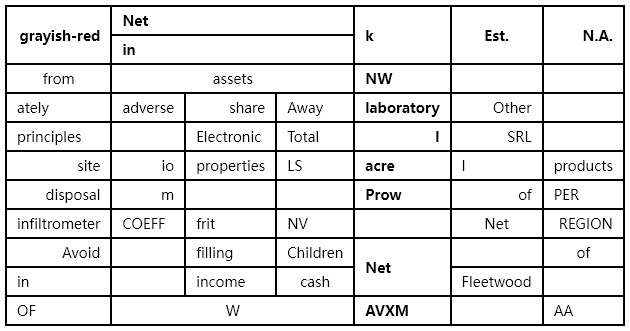 grayish-red Net k Est. N.A.
in
from assets NW
ately adverse share Away laboratory Other
principles Electronic Total I SRL
site io properties LS acre I products
disposal m Prow of PER
infiltrometer COEFF frit NV Net REGION
Avoid filling Children Net of
in income cash Fleetwood
OF W AVXM AA